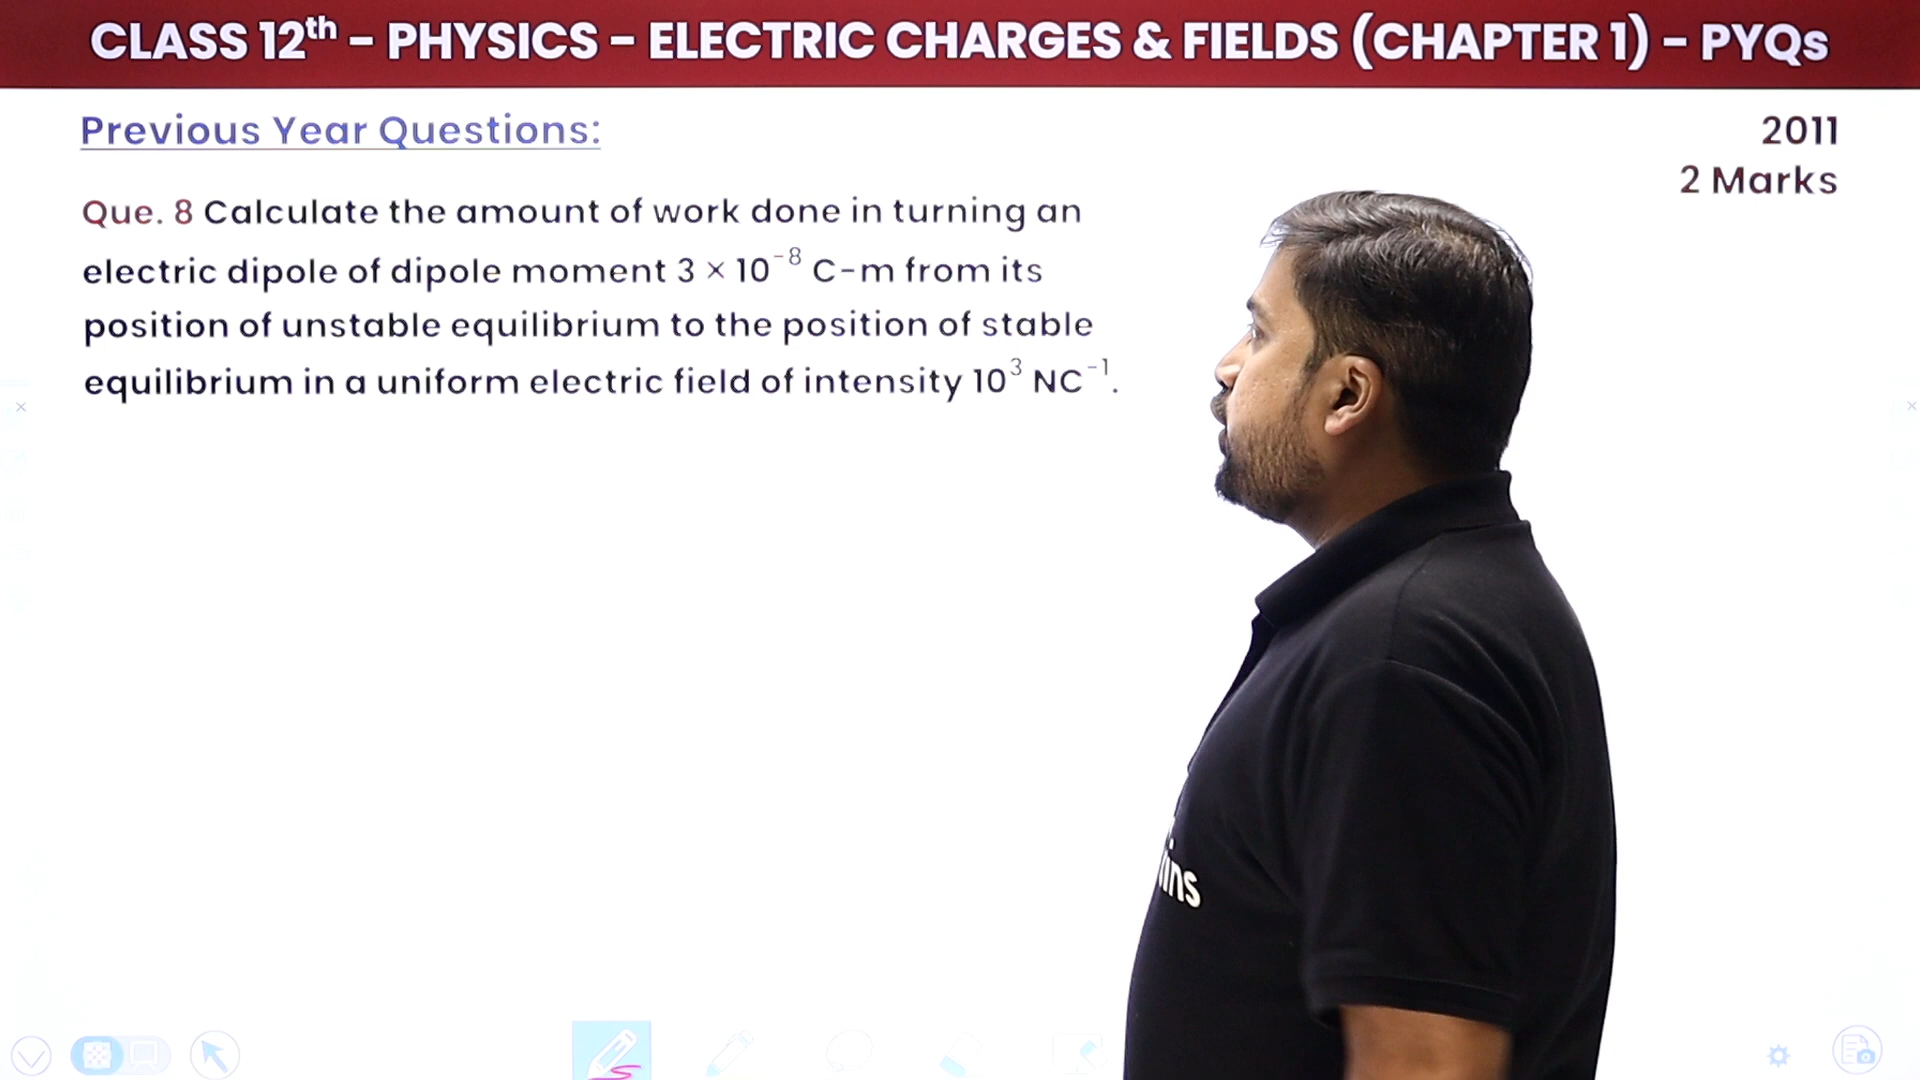 CLASS 12th – PHYSICS – ELECTRIC CHARGES & FIELDS (CHAPTER 1) – PYQs
Previous Year Questions:
2011
2 Marks
Que. 8 Calculate the amount of work done in turning an
electric dipole of dipole moment 3 × 10⁻⁸ C-m from its
position of unstable equilibrium to the position of stable
equilibrium in a uniform electric field of intensity 10³ NC⁻¹.